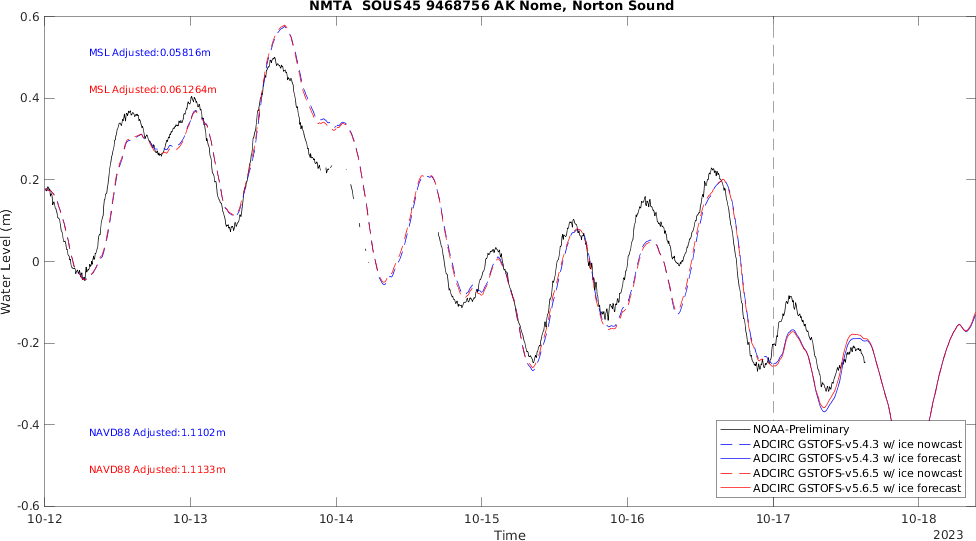 NMTA SOUS45 9468756 AK Nome, Norton Sound
0.6
MSL Adjusted:0.05816m
MSL Adjusted:0.061264m
0.4
0.2
0
-0.2
-0.4
-0.6
Water Level (m)
NAVD88 Adjusted:1.1102m
NAVD88 Adjusted:1.1133m
NOAA-Preliminary
ADCIRC GSTOFS-v5.4.3 w/ ice nowcast
ADCIRC GSTOFS-v5.4.3 w/ ice forecast
ADCIRC GSTOFS-v5.6.5 w/ ice nowcast
ADCIRC GSTOFS-v5.6.5 w/ ice forecast
10-12 10-13 10-14 10-15 10-16 10-17 10-18
Time
2023